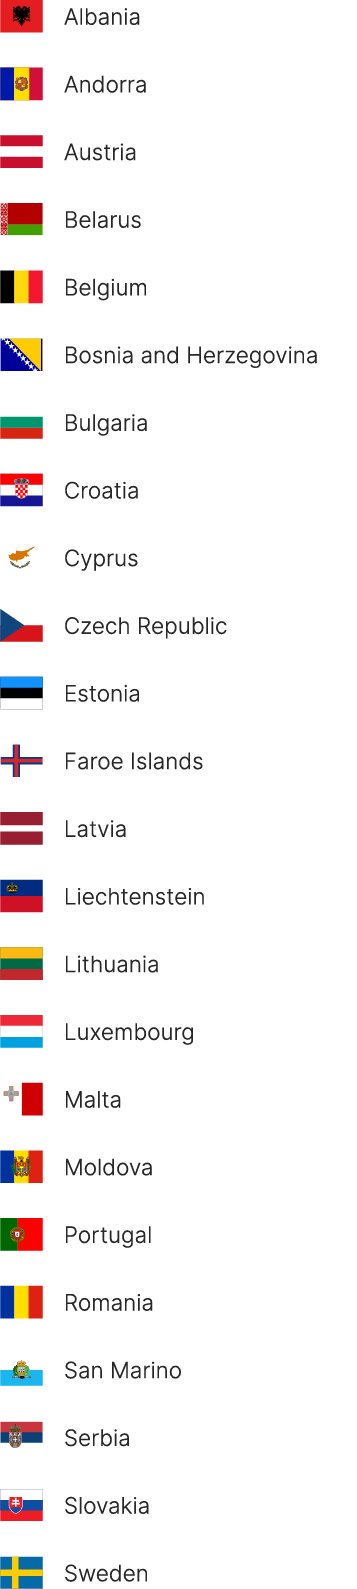 Albania
Andorra
Austria
Belarus
Belgium
Bosnia and Herzegovina
Bulgaria
Croatia
Cyprus
Czech Republic
Estonia
Faroe Islands
Latvia
Liechtenstein
Lithuania
Luxembourg
Malta
Moldova
Portugal
Romania
San Marino
Serbia
Slovakia
Sweden